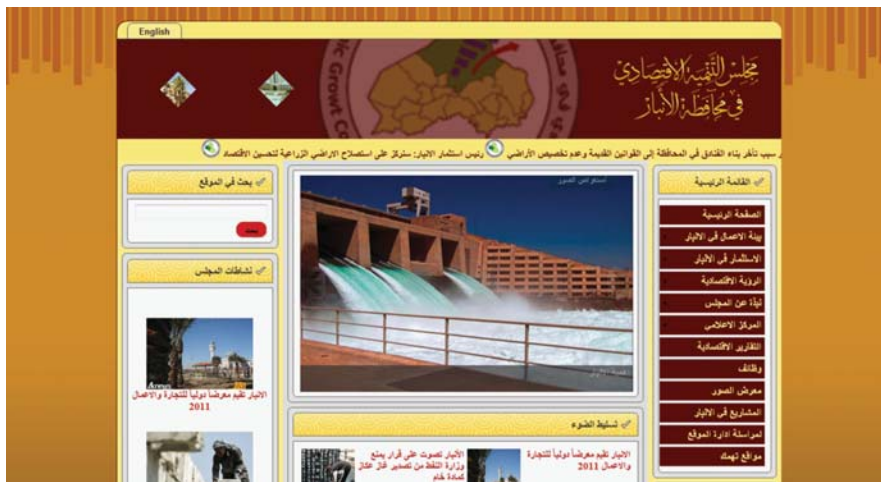 English
مجلس التنمية الاقتصادي
في محافظة الأنبار
سبب تأخر بناء الفنادق في المحافظة إلى القوانين القديمة وعدم تخصيص الأراضي
رئيس استثمار الانبار: سنركز على استصلاح الاراضي الزراعية لتحسين الاقتصاد
القائمة الرئيسية
الصفحة الرئيسية
بيئة الاعمال في الانبار
الاستثمار في الانبار
الرؤية الاقتصادية
نبذة عن المجلس
المركز الاعلامي
التقارير الاقتصادية
وظائف
معرض الصور
المشاريع في الانبار
لمراسلة ادارة الموقع
مواقع تهمك
تسليط الضوء
الانبار تقيم معرضاً دولياً للتجارة
والاعمال 2011
الأنبار تصوت على قرار يمنع
وزارة النفط من تصدير غاز عكاز
كمادة خام
بحث في الموقع
بحث
نشاطات المجلس
الانبار تقيم معرضاً دولياً للتجارة والاعمال
2011